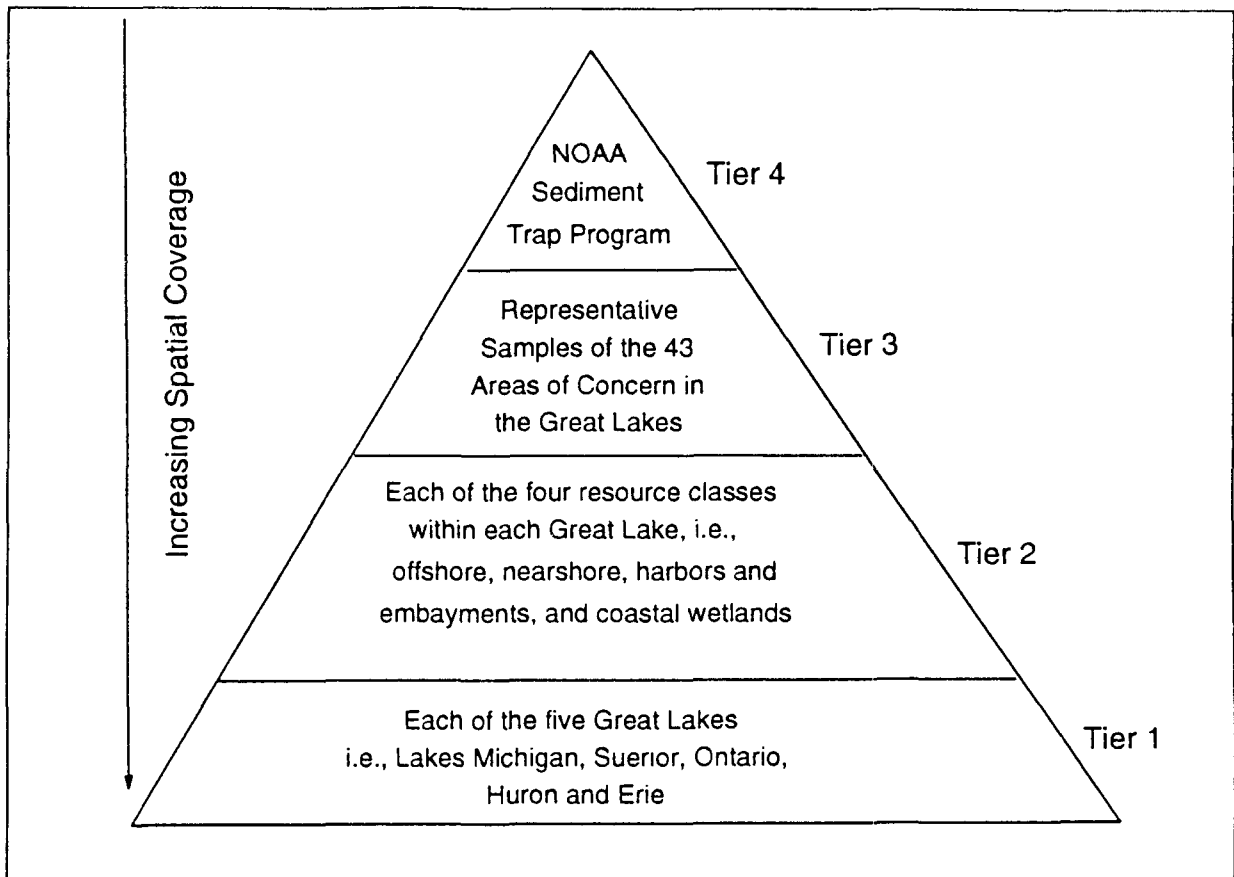 Increasing Spatial Coverage
NOAA
Sediment
Trap Program
Tier 4
Representative
Samples of the 43
Areas of Concern in
the Great Lakes
Tier 3
Each of the four resource classes
within each Great Lake, i.e.,
offshore, nearshore, harbors and
embayments, and coastal wetlands
Tier 2
Each of the five Great Lakes
i.e., Lakes Michigan, Suerior, Ontario,
Huron and Erie
Tier 1